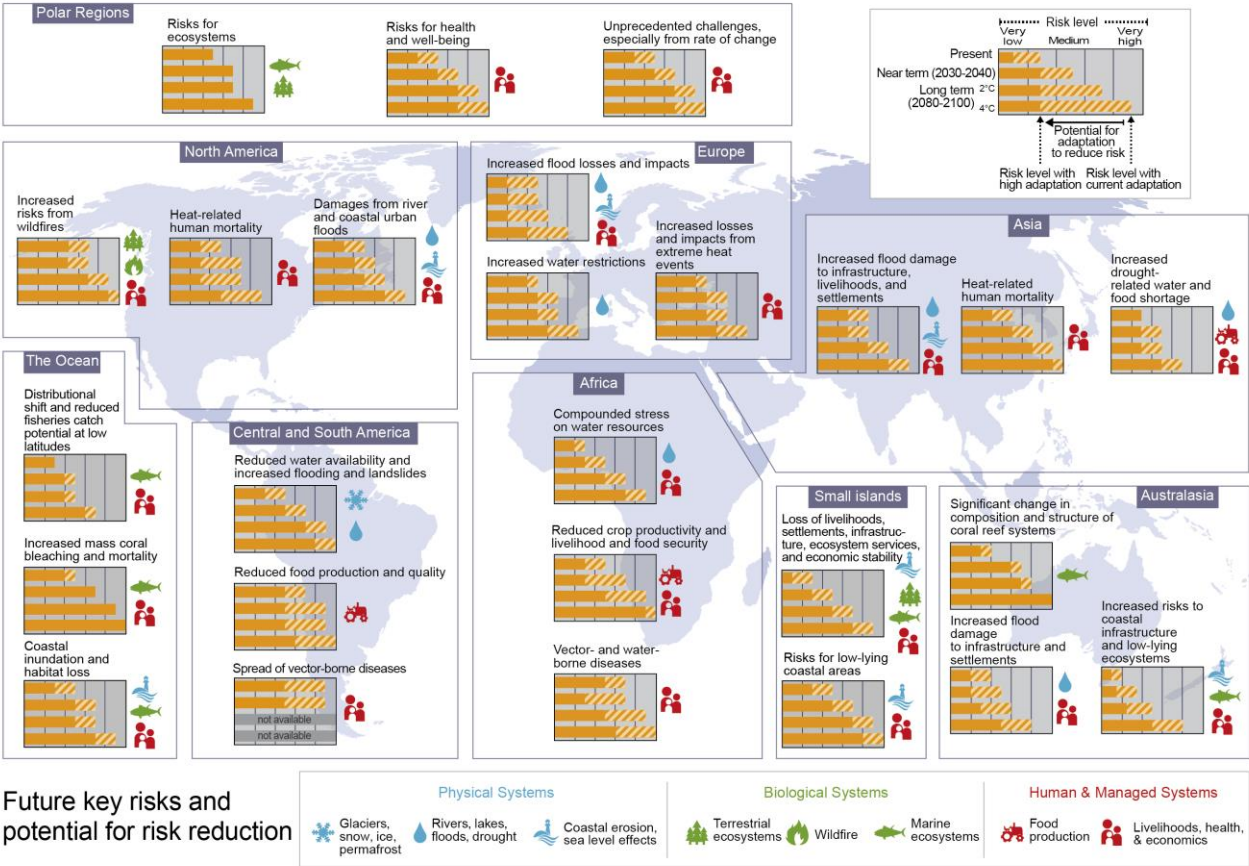 Polar Regions
Risks for
ecosystems
Risks for health
and well-being
Unprecedented challenges,
especially from rate of change
Risk level
Very
low
Medium
Very
high
Present
Near term (2030-2040)
Long term
(2080-2100)
2°C
4°C
Potential for
adaptation
to reduce risk
Risk level with
high adaptation
Risk level with
current adaptation
North America
Increased
risks from
wildfires
Heat-related
human mortality
Damages from river
and coastal urban
floods
Europe
Increased flood losses and impacts
Increased water restrictions
Increased losses
and impacts from
extreme heat
events
Asia
Increased flood damage
to infrastructure,
livelihoods, and
settlements
Heat-related
human mortality
Increased
drought-
related water and
food shortage
The Ocean
Distributional
shift and reduced
fisheries catch
potential at low
latitudes
Increased mass coral
bleaching and mortality
Coastal
inundation and
habitat loss
Central and South America
Reduced water availability and
increased flooding and landslides
Reduced food production and quality
Spread of vector-borne diseases
not available
not available
Africa
Compounded stress
on water resources
Reduced crop productivity and
livelihood and food security
Vector- and water-
borne diseases
Small islands
Loss of livelihoods,
settlements, infrastruc-
ture, ecosystem services,
and economic stability
Risks for low-lying
coastal areas
Australasia
Significant change in
composition and structure of
coral reef systems
Increased flood
damage
to infrastructure and
settlements
Increased risks to
coastal
infrastructure
and low-lying
ecosystems
Future key risks and
potential for risk reduction
Physical Systems
Glaciers,
snow, ice,
permafrost
Rivers, lakes,
floods, drought
Coastal erosion,
sea level effects
Biological Systems
Terrestrial
ecosystems
Wildfire
Marine
ecosystems
Human & Managed Systems
Food
production
Livelihoods, health,
& economics